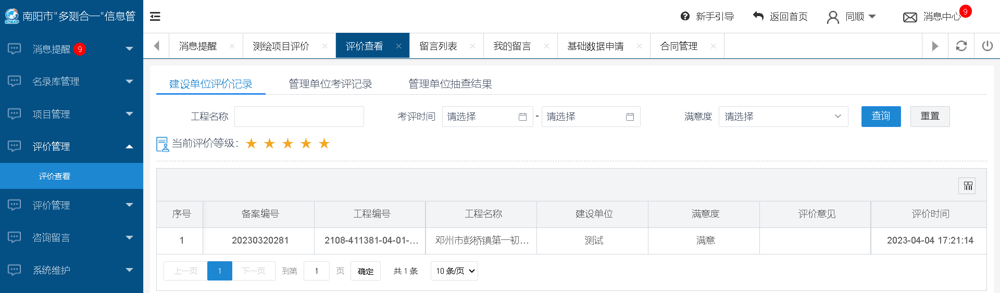 南阳市"多测合一"信息管
新手引导
返回首页
同顺
消息中心 9
消息提醒 9
名录库管理
项目管理
评价管理
评价查看
评价管理
咨询留言
系统维护
消息提醒 × 测绘项目评价 × 评价查看 × 留言列表 × 我的留言 × 基础数据申请 × 合同管理 ×
建设单位评价记录 管理单位考评记录 管理单位抽查结果
工程名称 考评时间 请选择 - 请选择 满意度 请选择 查询 重置
当前评价等级：
序号 备案编号 工程编号 工程名称 建设单位 满意度 评价意见 评价时间
1 20230320281 2108-411381-04-01-... 邓州市彭桥镇第一初... 测试 满意 2023-04-04 17:21:14
上一页 1 下一页 到第 1 页 确定 共 1 条 10 条/页